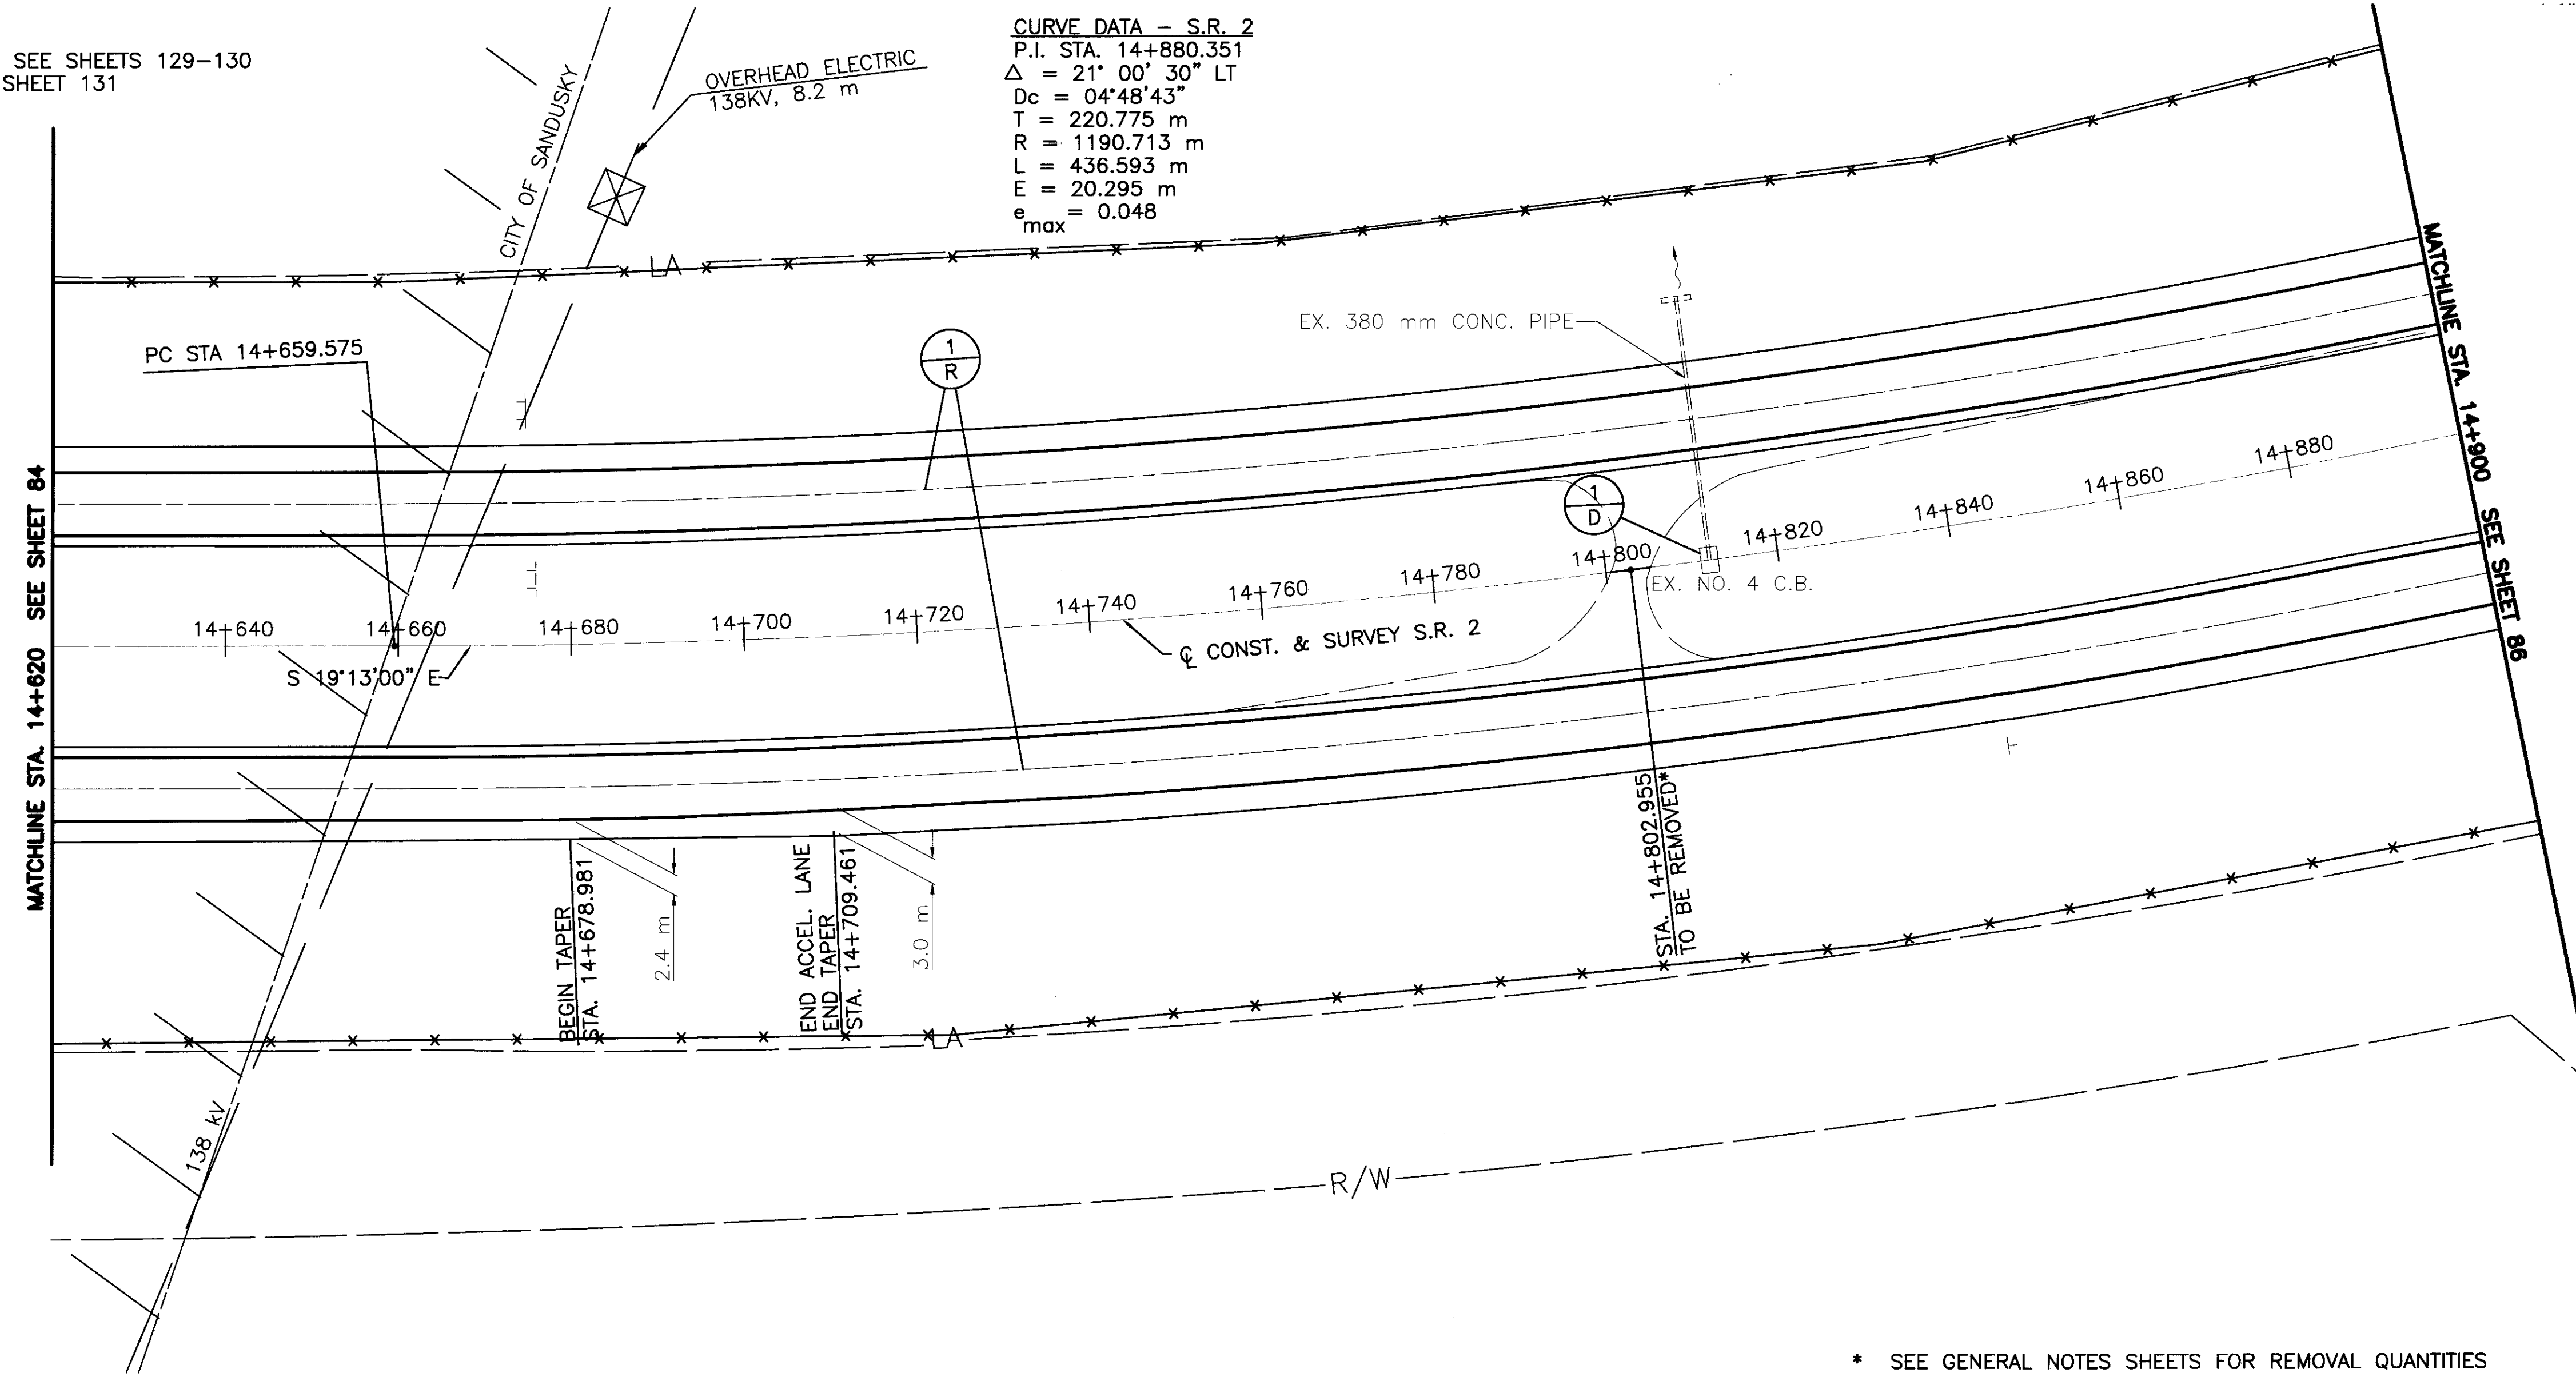 SEE SHEETS 129-130
SHEET 131
CURVE DATA - S.R. 2
P.I. STA. 14+880.351
Δ = 21° 00' 30" LT
Dc = 04°48'43"
T = 220.775 m
R = 1190.713 m
L = 436.593 m
E = 20.295 m
e max = 0.048
OVERHEAD ELECTRIC
138KV, 8.2 m
CITY OF SANDUSKY
LA
PC STA 14+659.575
1
R
EX. 380 mm CONC. PIPE
MATCHLINE STA. 14+620 SEE SHEET 84
MATCHLINE STA. 14+900 SEE SHEET 86
1
D
14+640
14+660
14+680
14+700
14+720
14+740
14+760
14+780
14+800
14+820
14+840
14+860
14+880
EX. NO. 4 C.B.
S 19°13'00" E
℄ CONST. & SURVEY S.R. 2
BEGIN TAPER
STA. 14+678.981
2.4 m
END ACCEL. LANE
END TAPER
STA. 14+709.461
3.0 m
STA. 14+802.955
TO BE REMOVED*
LA
138 kV
R/W
* SEE GENERAL NOTES SHEETS FOR REMOVAL QUANTITIES